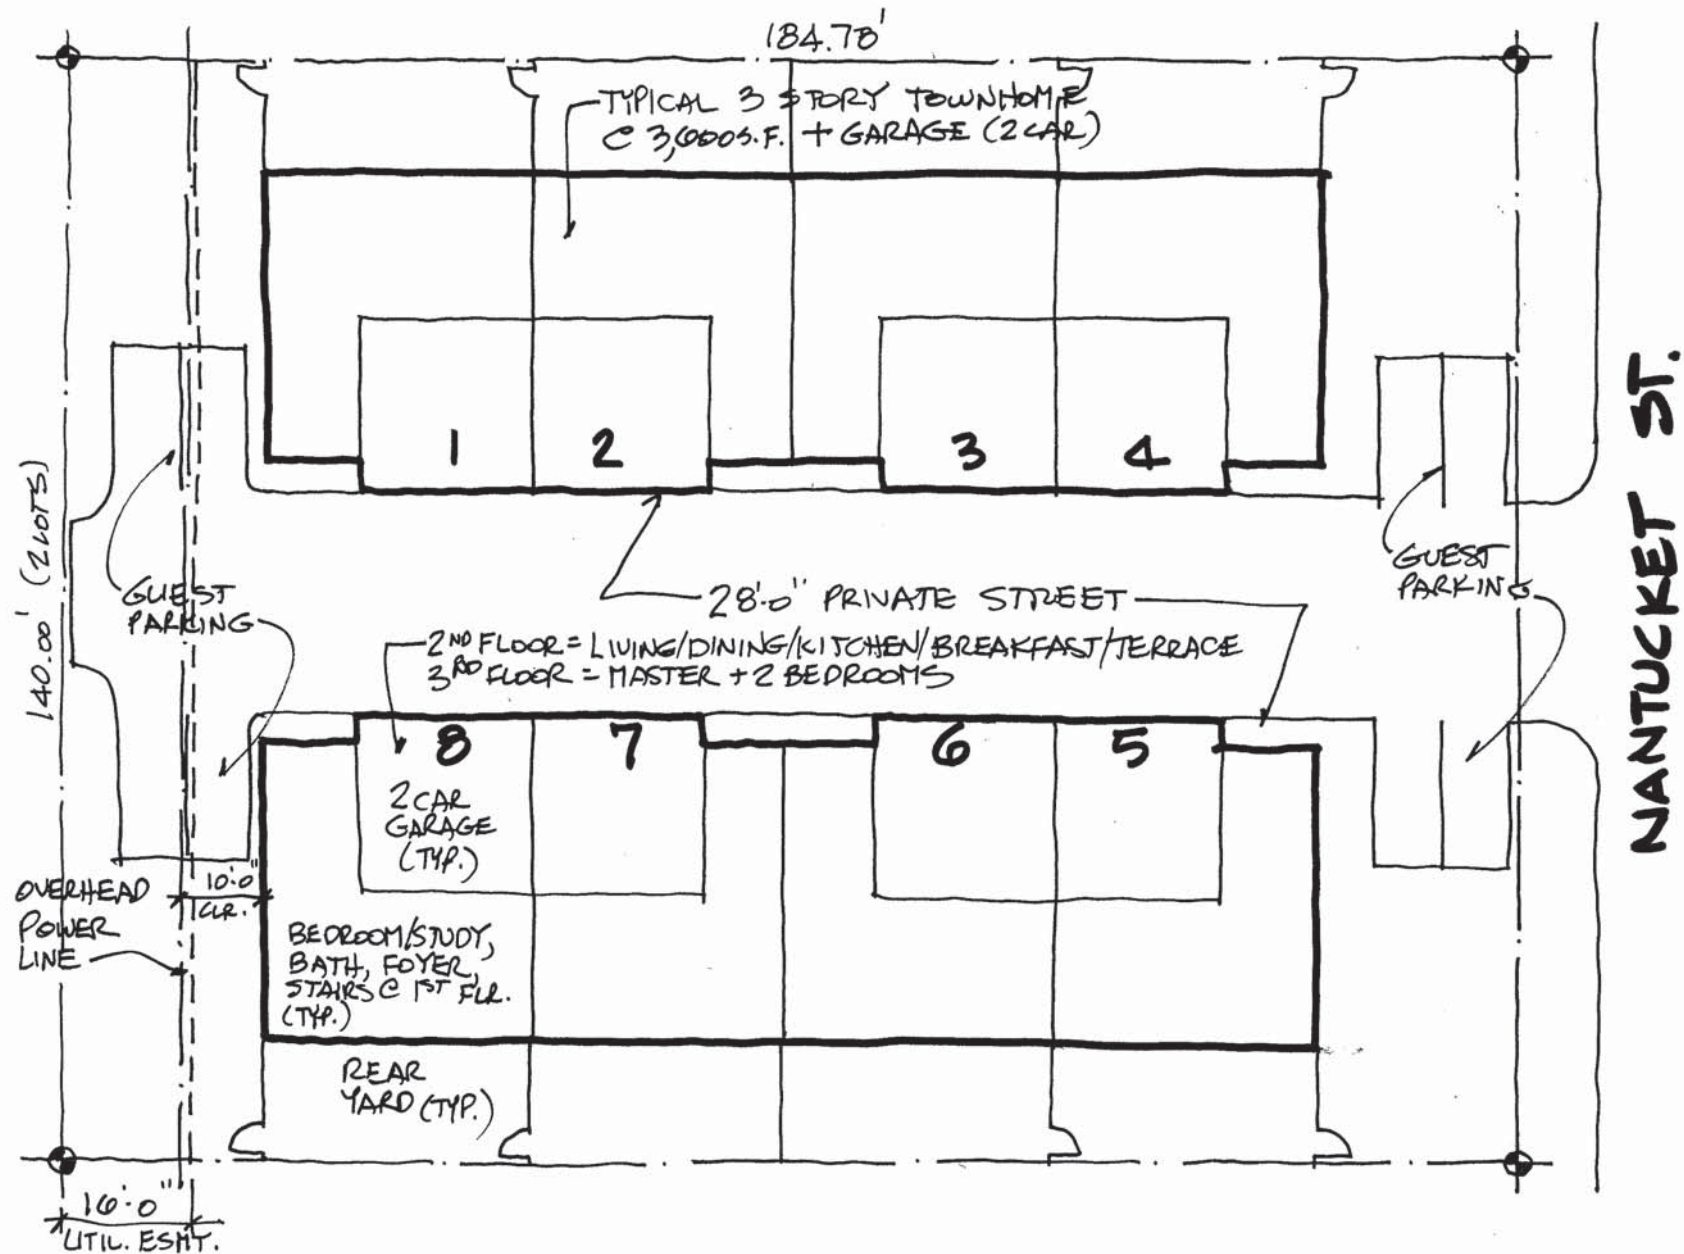 184.78'
TYPICAL 3 STORY TOWNHOME
@ 3,000S.F. + GARAGE (2 CAR)
1
2
3
4
NANTUCKET ST.
140.00' (2 LOTS)
GUEST
PARKING
GUEST
PARKING
28'-0" PRIVATE STREET
2ND FLOOR = LIVING/DINING/KITCHEN/BREAKFAST/TERRACE
3RD FLOOR = MASTER + 2 BEDROOMS
8
7
6
5
2 CAR
GARAGE
(TYP.)
OVERHEAD
POWER
LINE
10'-0"
CLR.
BEDROOM/STUDY,
BATH, FOYER,
STAIRS @ 1ST FLR.
(TYP.)
REAR
YARD (TYP.)
16'-0"
UTIL. ESMT.